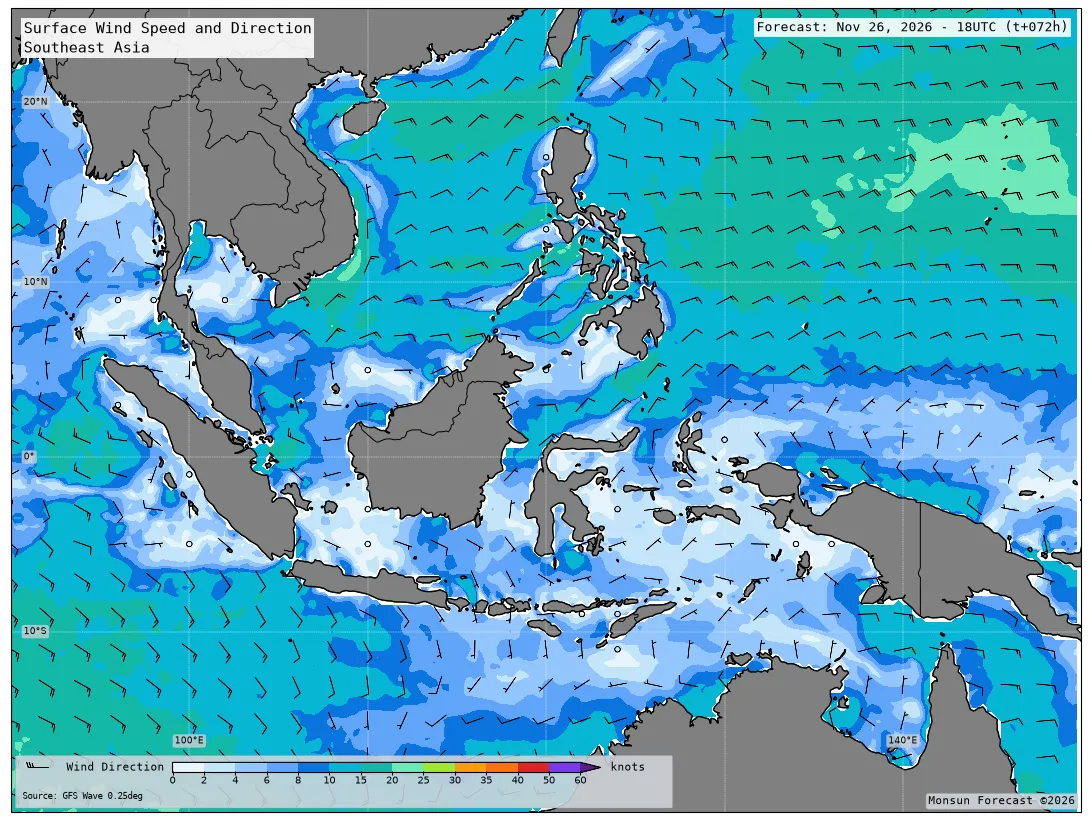 Surface Wind Speed and Direction
Southeast Asia
Forecast: Nov 26, 2026 - 18UTC (t+072h)
20°N
10°N
0°
10°S
100°E
140°E
Wind Direction
0 2 4 6 8 10 15 20 25 30 40 50 60
knots
Source: GFS Wave 0.25deg
Monsun Forecast ©2026